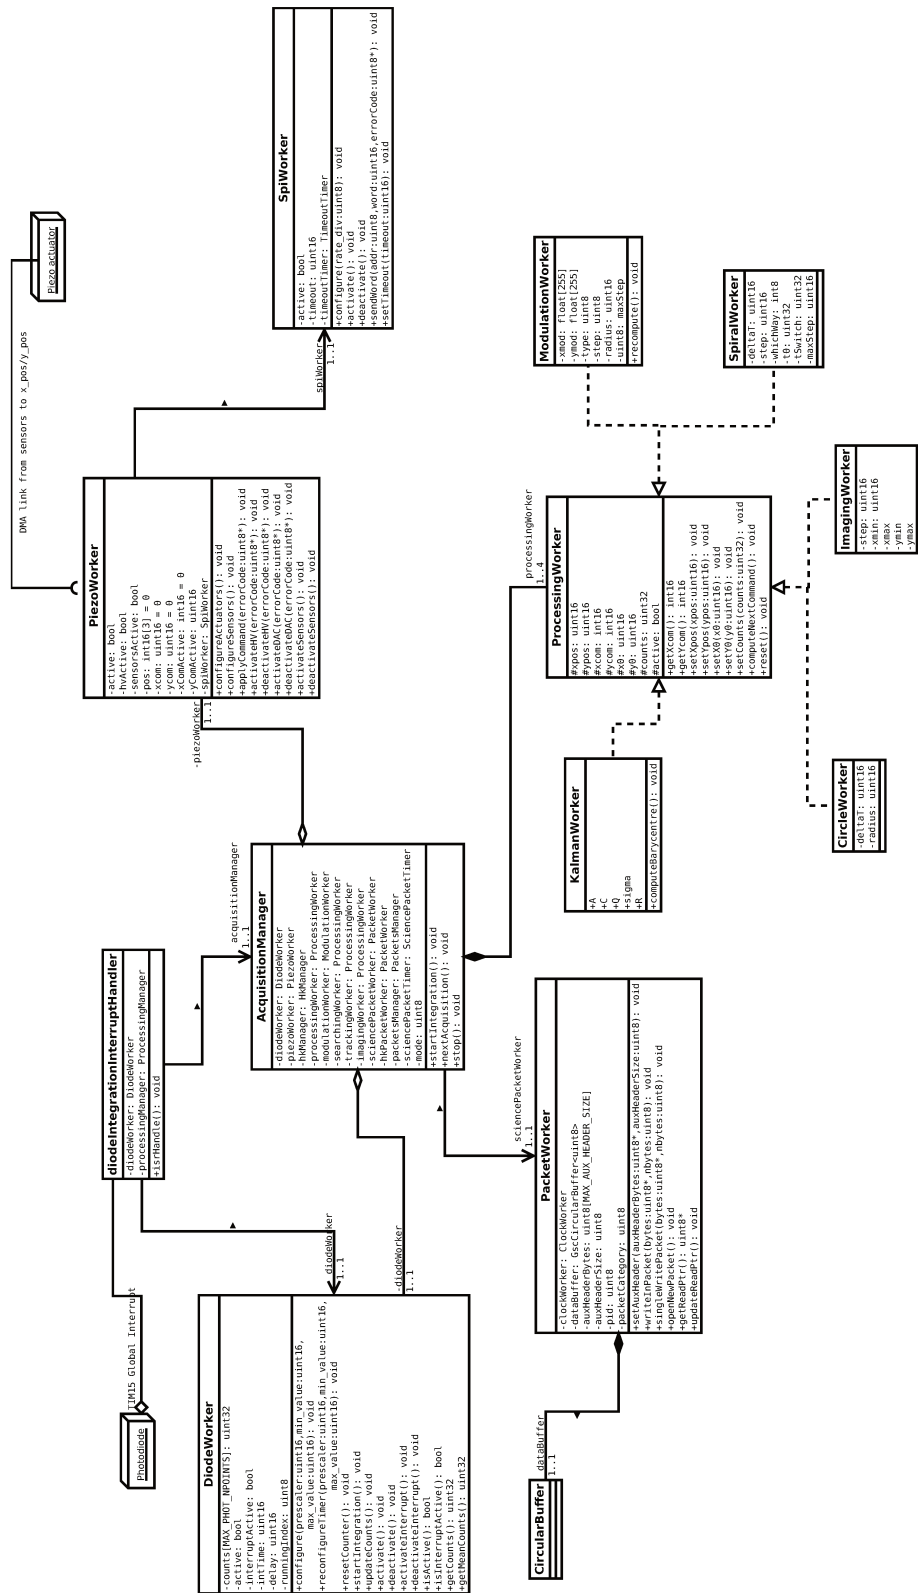 DMA link from sensors to x_pos/y_pos
Piezo actuator
SpiWorker
-active: bool
-timeout: uint16
-timeoutTimer: TimeoutTimer
+configure(rate_div:uint8): void
+activate(): void
+deactivate(): void
+sendWord(addr:uint8,word:uint16,errorCode:uint8*): void
+setTimeout(timeout:uint16): void
spiWorker
1..1
PiezoWorker
-active: bool
-hvActive: bool
-sensorsActive: bool
-pos: int16[3] = 0
-xcom: uint16 = 0
-ycom: uint16 = 0
-xComActive: int16 = 0
-yComActive: uint16
-spiWorker: SpiWorker
+configureActuators(): void
+configureSensors(): void
+applyCommand(errorCode:uint8*): void
+activateHV(errorCode:uint8*): void
+deactivateHV(errorCode:uint8*): void
+activateDAC(errorCode:uint8*): void
+deactivateDAC(errorCode:uint8*): void
+activateSensors(): void
+deactivateSensors(): void
-piezoWorker
1..1
ModulationWorker
-xmod: float[255]
-ymod: float[255]
-type: uint8
-step: uint8
-radius: uint16
-uint8: maxStep
+recompute(): void
SpiralWorker
-deltaT: uint16
-step: uint16
-whichWay: int8
-t0: uint32
-tSwitch: uint32
-maxStep: uint16
ImagingWorker
-step: uint16
-xmin: uint16
-xmax
-ymin
-ymax
processingWorker
1..4
ProcessingWorker
#xpos: uint16
#ypos: uint16
#xcom: int16
#ycom: int16
#x0: uint16
#y0: uint16
#counts: uint32
#active: bool
+getXcom(): int16
+getYcom(): int16
+setXpos(xpos:uint16): void
+setYpos(ypos:uint16): void
+setX0(x0:uint16): void
+setY0(y0:uint16): void
+setCounts(counts:uint32): void
+computeNextCommand(): void
+reset(): void
KalmanWorker
+A
+C
+Q
+sigma
+R
+computeBarycentre(): void
CircleWorker
-deltaT: uint16
-radius: uint16
diodeIntegrationInterruptHandler
-diodeWorker: DiodeWorker
-processingManager: ProcessingManager
+isrHandle(): void
acquisitionManager
1..1
AcquisitionManager
-diodeWorker: DiodeWorker
-piezoWorker: PiezoWorker
-hkManager: HkManager
-processingWorker: ProcessingWorker
-modulationWorker: ModulationWorker
-searchingWorker: ProcessingWorker
-trackingWorker: ProcessingWorker
-imagingWorker: ProcessingWorker
-sciencePacketWorker: PacketWorker
-hkPacketWorker: PacketWorker
-packetsManager: PacketsManager
-sciencePacketTimer: SciencePacketTimer
-mode: uint8
+startIntegration(): void
+nextAcquisition(): void
+stop(): void
sciencePacketWorker
1..1
PacketWorker
-clockWorker: ClockWorker
-dataBuffer: GscCircularBuffer<uint8>
-auxHeaderBytes: uint8[MAX_AUX_HEADER_SIZE]
-auxHeaderSize: uint8
-pid: uint8
-packetCategory: uint8
+setAuxHeader(auxHeaderBytes:uint8*,auxHeaderSize:uint8): void
+writeInPacket(bytes:uint8*,nbytes:uint8): void
+singleWritePacket(bytes:uint8*,nbytes:uint8): void
+openNewPacket(): void
+getReadPtr(): uint8*
+updateReadPtr(): void
TIM15 Global Interrupt
Photodiode
diodeWorker
1..1
-diodeWorker
1..1
DiodeWorker
-counts[MAX_PHOT_NPOINTS]: uint32
-active: bool
-interruptActive: bool
-intTime: uint16
-delay: uint16
-runningIndex: uint8
+configure(prescaler:uint16,min_value:uint16,
max_value:uint16): void
+reconfigureTimer(prescaler:uint16,min_value:uint16,
max_value:uint16): void
+resetCounter(): void
+startIntegration(): void
+updateCounts(): void
+activate(): void
+deactivate(): void
+activateInterrupt(): void
+deactivateInterrupt(): void
+isActive(): bool
+isInterruptActive(): bool
+getCounts(): uint32
+getMeanCounts(): uint32
dataBuffer
1..1
CircularBuffer